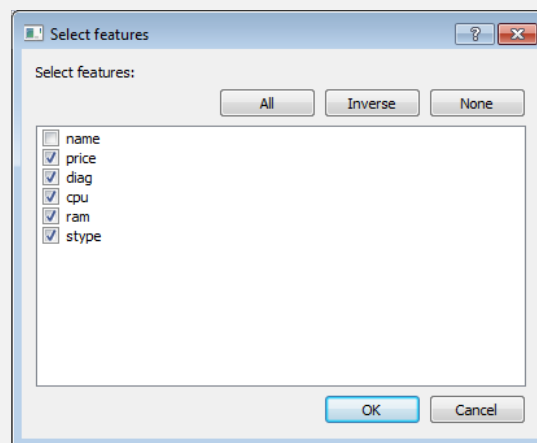 Select features
Select features:
All Inverse None
name
price
diag
cpu
ram
stype
OK Cancel